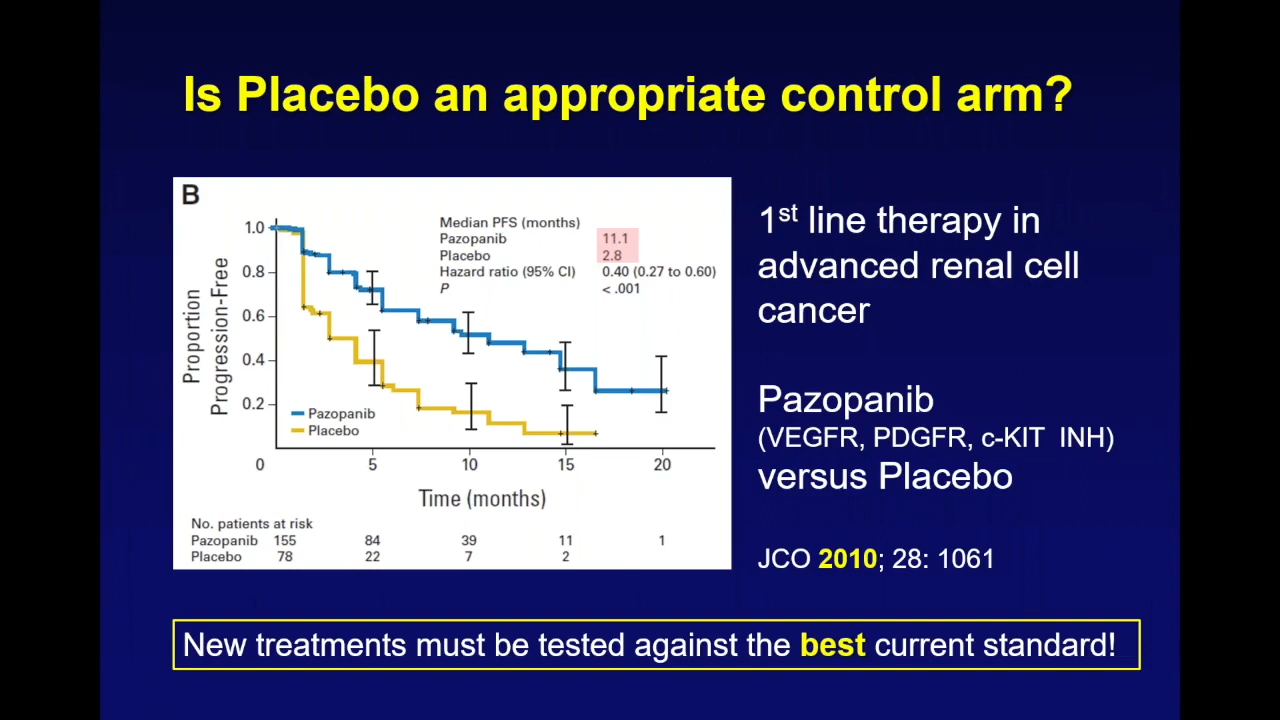 Is Placebo an appropriate control arm?
B
Median PFS (months)
Pazopanib 11.1
Placebo 2.8
Hazard ratio (95% CI) 0.40 (0.27 to 0.60)
P < .001
Proportion
Progression-Free
1.0
0.8
0.6
0.4
0.2
Pazopanib
Placebo
0 5 10 15 20
Time (months)
No. patients at risk
Pazopanib 155 84 39 11 1
Placebo 78 22 7 2
1st line therapy in
advanced renal cell
cancer
Pazopanib
(VEGFR, PDGFR, c-KIT INH)
versus Placebo
JCO 2010; 28: 1061
New treatments must be tested against the best current standard!